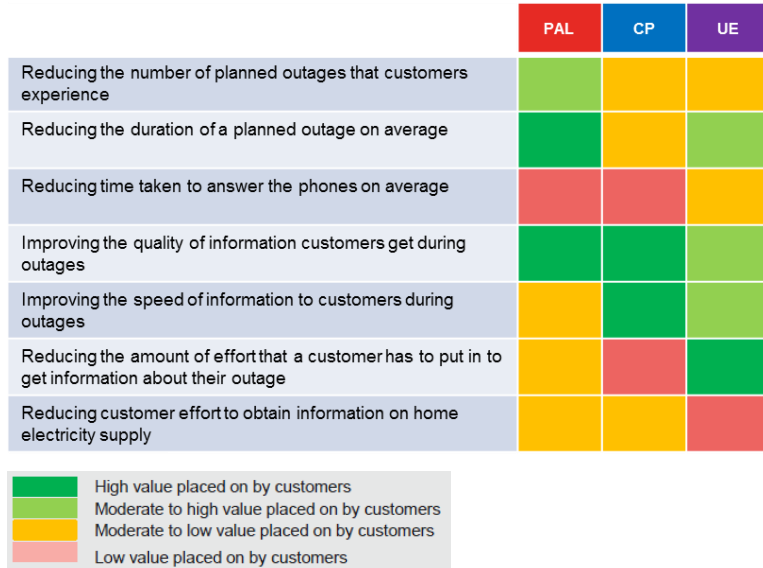 PAL CP UE
Reducing the number of planned outages that customers
experience
Reducing the duration of a planned outage on average
Reducing time taken to answer the phones on average
Improving the quality of information customers get during
outages
Improving the speed of information to customers during
outages
Reducing the amount of effort that a customer has to put in to
get information about their outage
Reducing customer effort to obtain information on home
electricity supply
High value placed on by customers
Moderate to high value placed on by customers
Moderate to low value placed on by customers
Low value placed on by customers